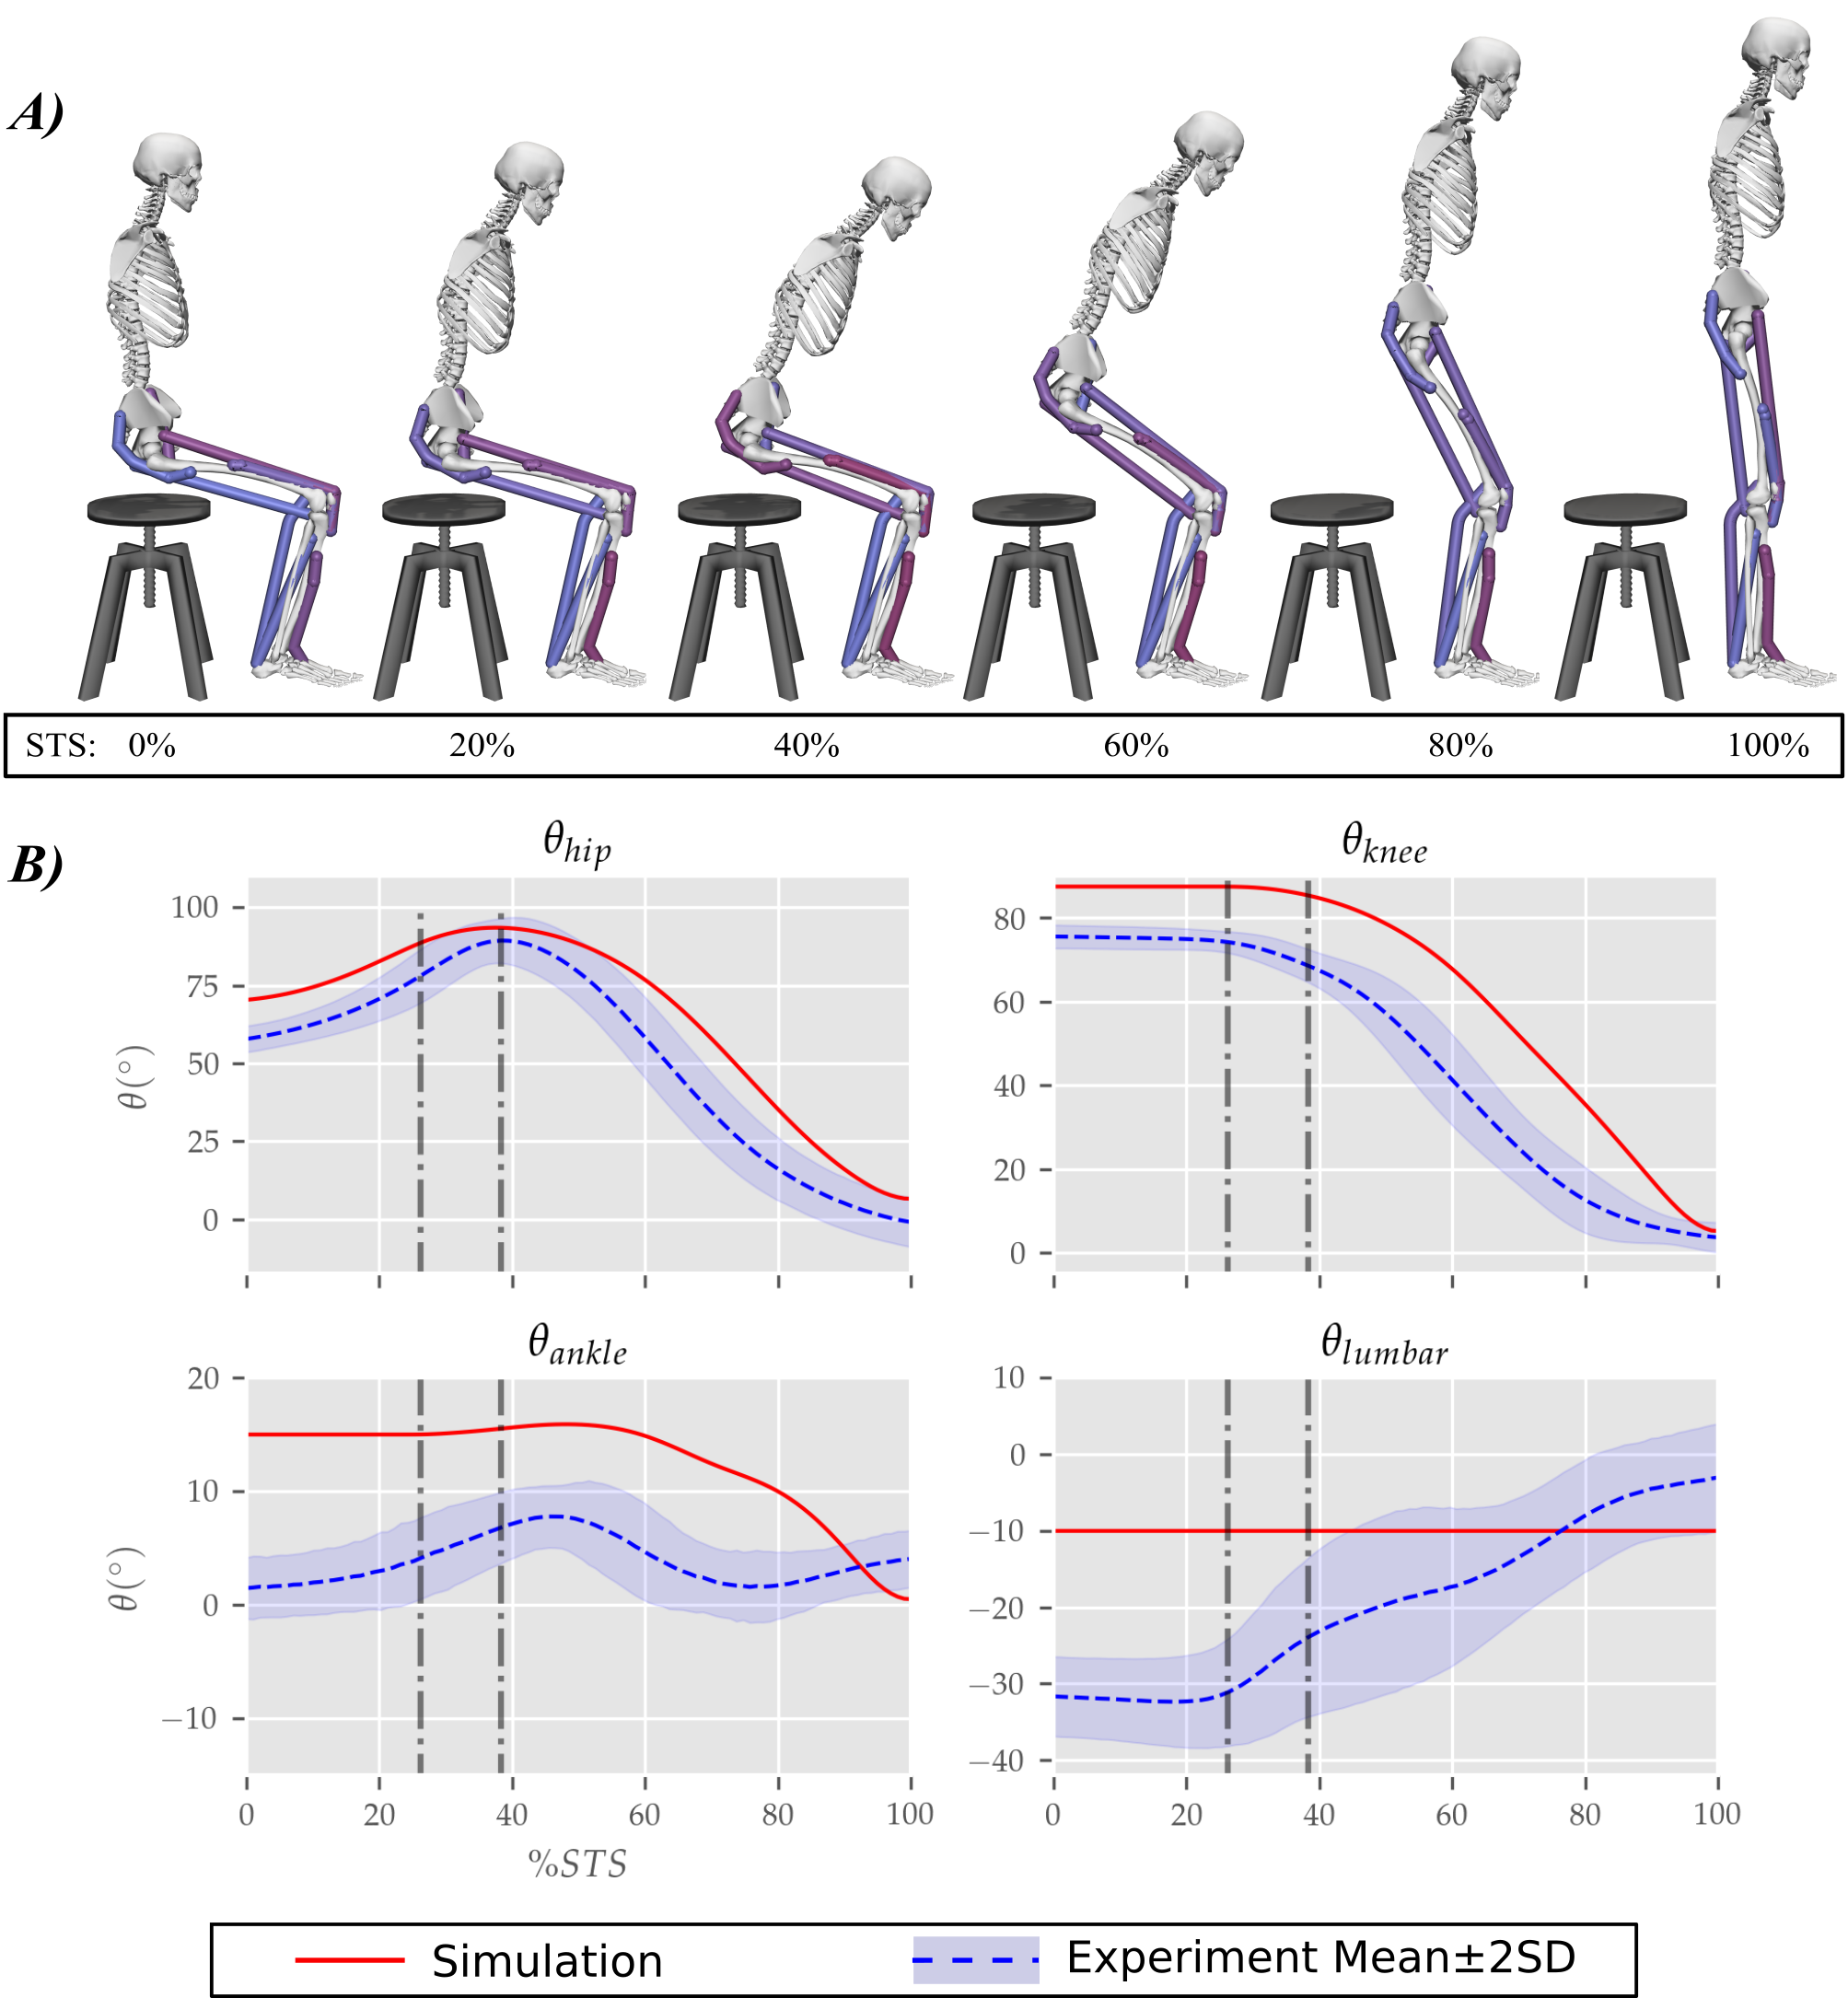 A)
STS: 0% 20% 40% 60% 80% 100%
B)
θhip
θknee
100
75
50
25
0
θ(°)
80
60
40
20
0
θankle
θlumbar
20
10
0
−10
θ(°)
10
0
−10
−20
−30
−40
0 20 40 60 80 100
0 20 40 60 80 100
%STS
Simulation
Experiment Mean±2SD